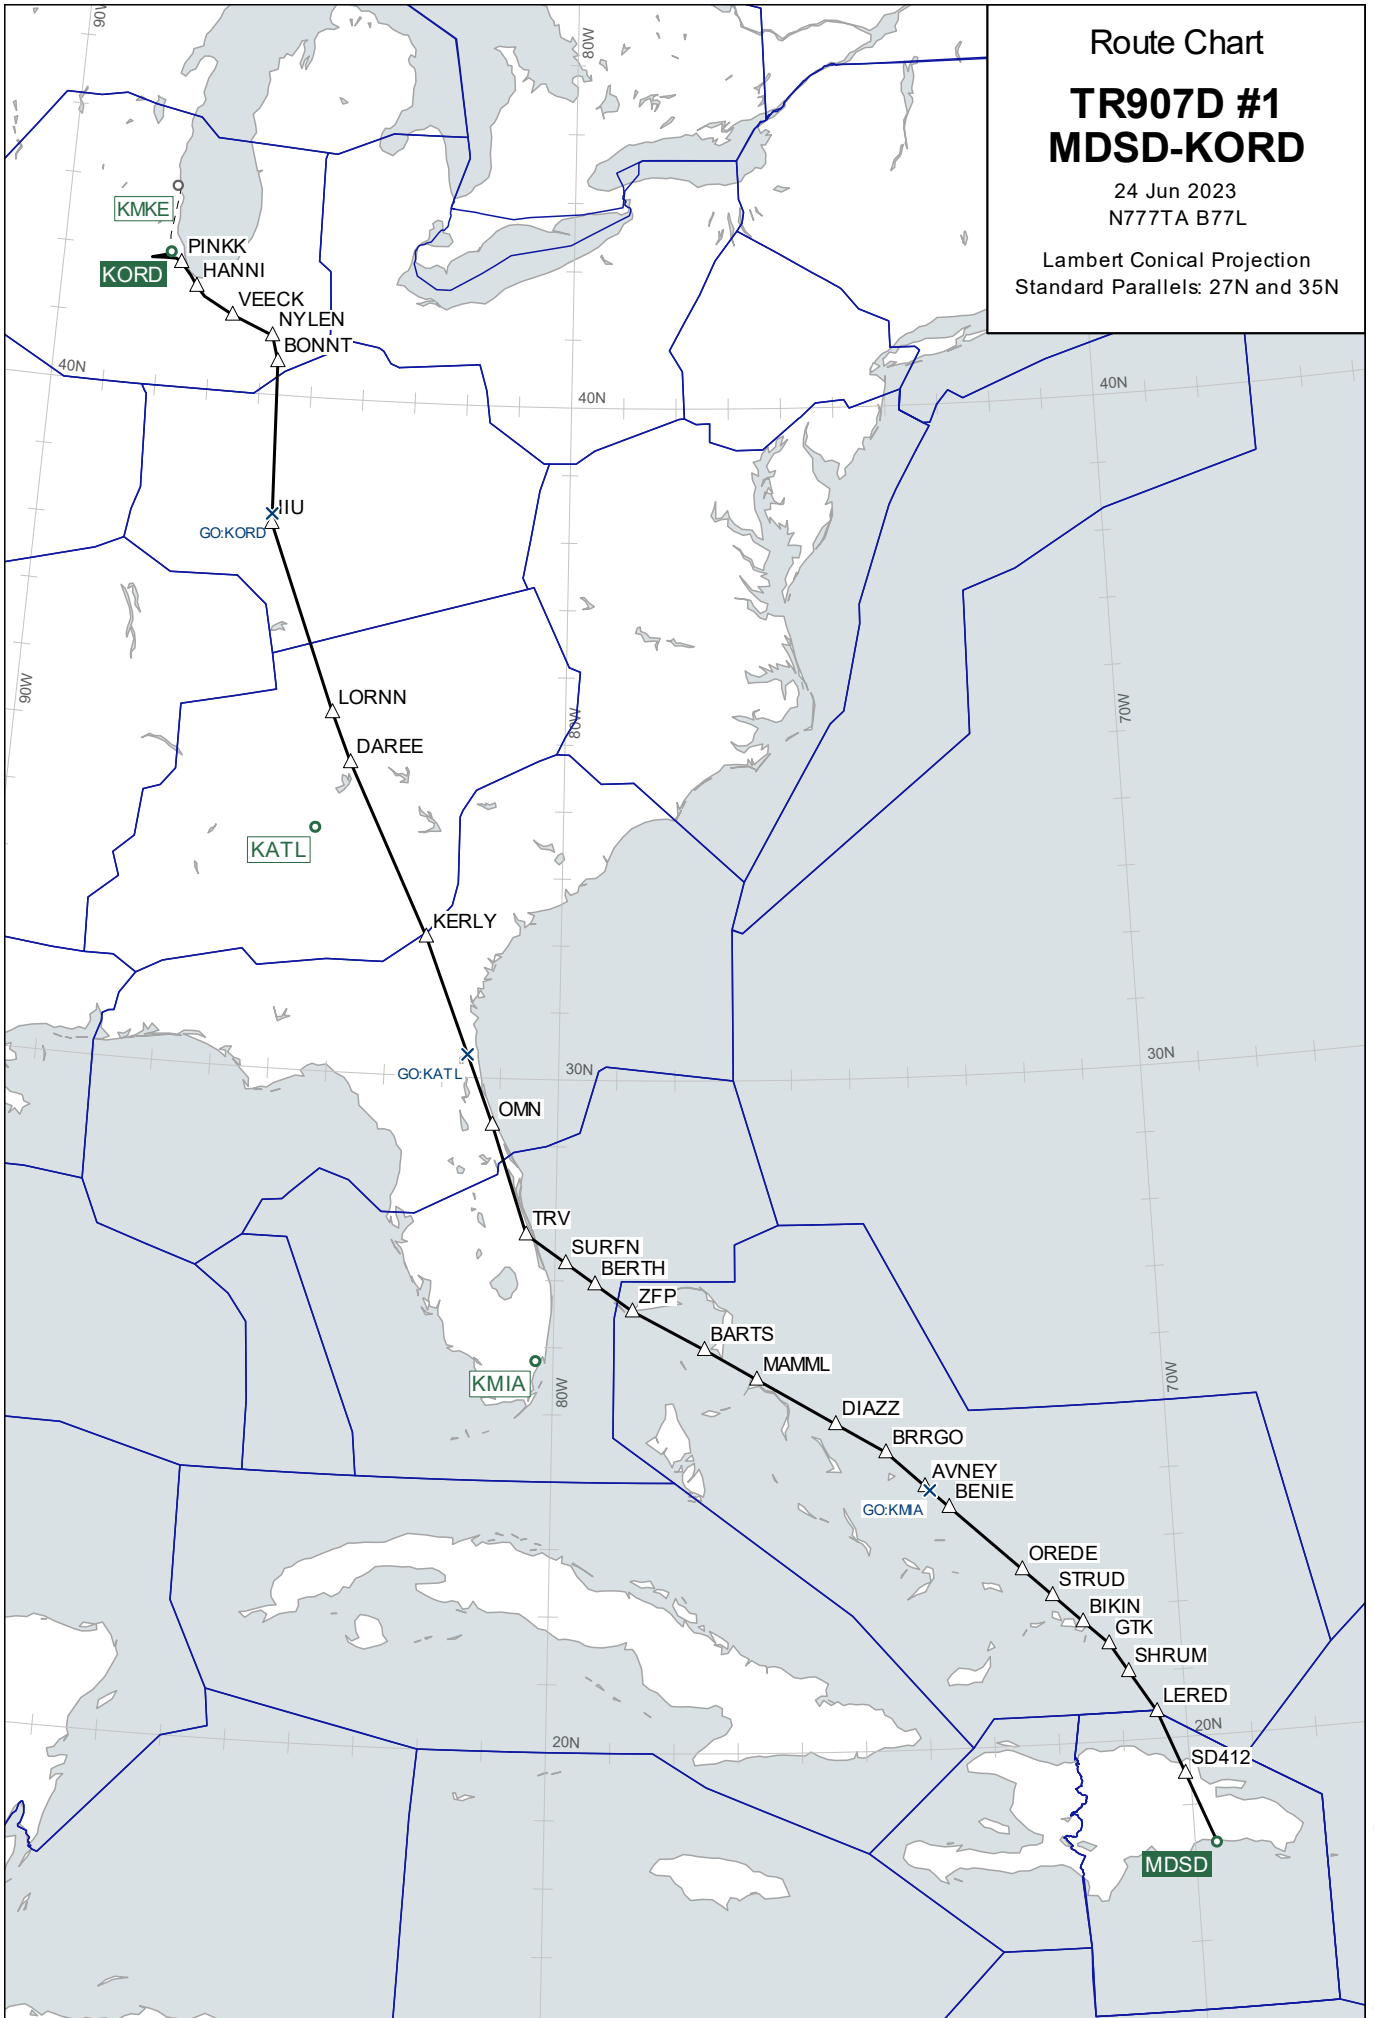 90W
80W
Route Chart
TR907D #1
MDSD-KORD
24 Jun 2023
N777TA B77L
Lambert Conical Projection
Standard Parallels: 27N and 35N
KMKE
PINKK
KORD
HANNI
VEECK
NYLEN
BONNT
40N
40N
40N
IIU
GO:KORD
90W
LORNN
70W
80W
DAREE
KATL
KERLY
30N
30N
GO:KATL
OMN
TRV
SURFN
BERTH
ZFP
BARTS
MAMML
KMIA
80W
70W
DIAZZ
BRRGO
AVNEY
BENIE
GO:KMIA
OREDE
STRUD
BIKIN
GTK
SHRUM
LERED
20N
20N
SD412
MDSD